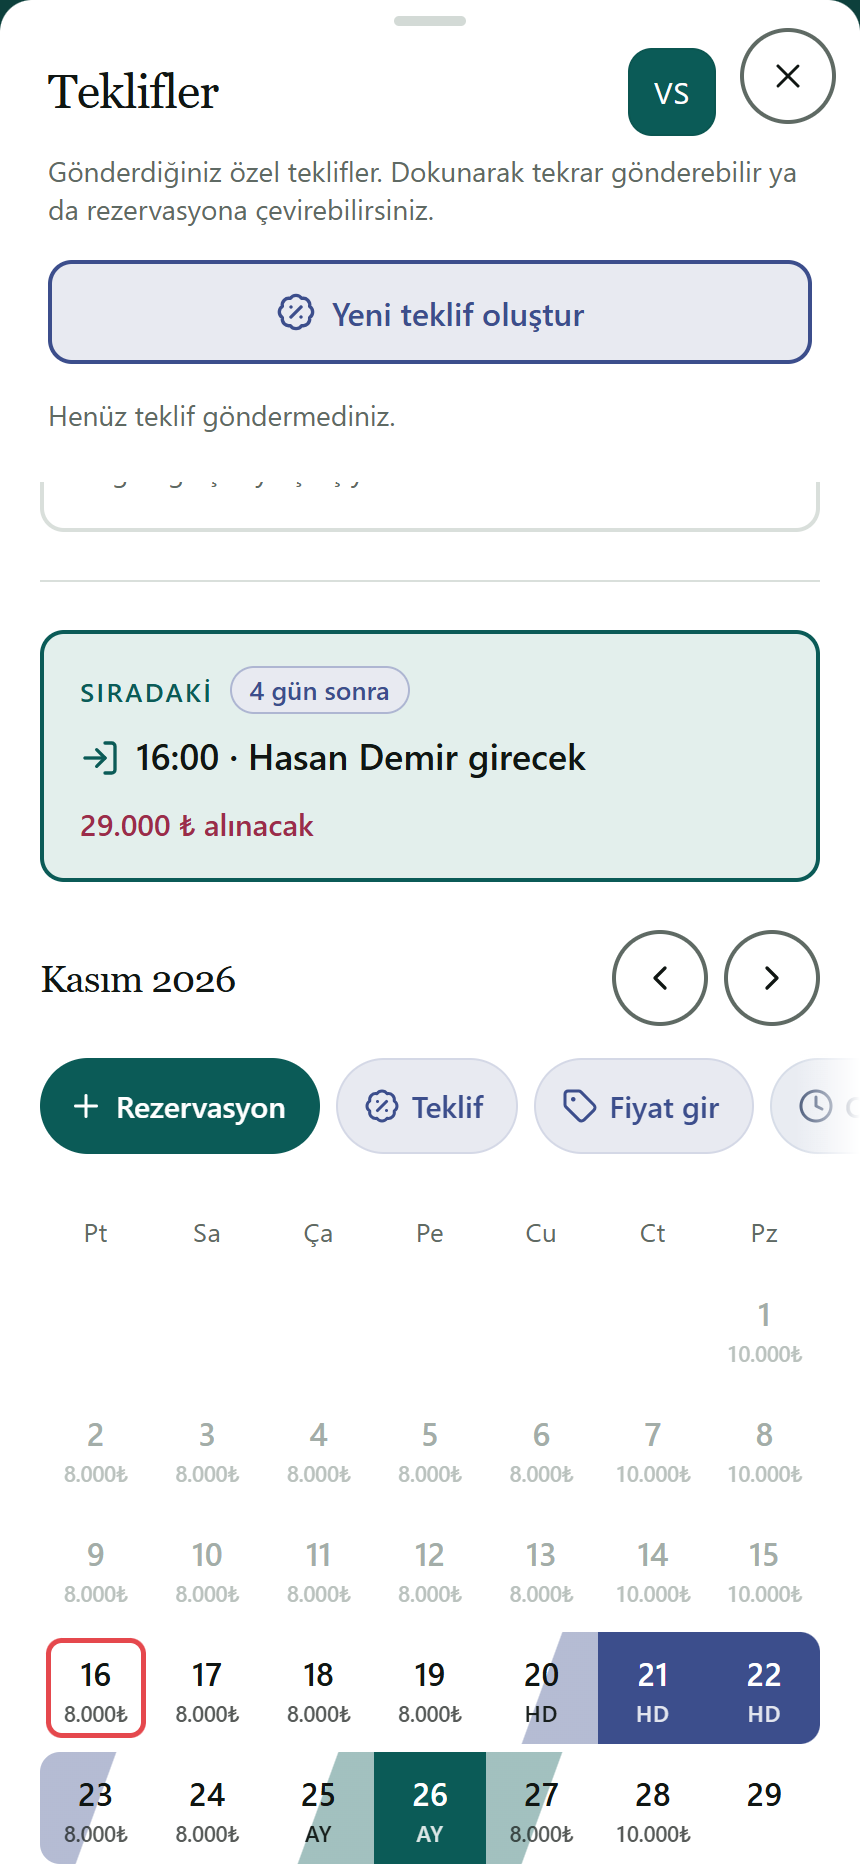 Teklifler
VS
Gönderdiğiniz özel teklifler. Dokunarak tekrar gönderebilir ya
da rezervasyona çevirebilirsiniz.
Yeni teklif oluştur
Henüz teklif göndermediniz.
SIRADAKİ 4 gün sonra
16:00 · Hasan Demir girecek
29.000 ₺ alınacak
Kasım 2026
Rezervasyon Teklif Fiyat gir
Pt Sa Ça Pe Cu Ct Pz
1
10.000₺
2 3 4 5 6 7 8
8.000₺ 8.000₺ 8.000₺ 8.000₺ 8.000₺ 10.000₺ 10.000₺
9 10 11 12 13 14 15
8.000₺ 8.000₺ 8.000₺ 8.000₺ 8.000₺ 10.000₺ 10.000₺
16 17 18 19 20 21 22
8.000₺ 8.000₺ 8.000₺ 8.000₺ HD HD HD
23 24 25 26 27 28 29
8.000₺ 8.000₺ AY AY 8.000₺ 10.000₺